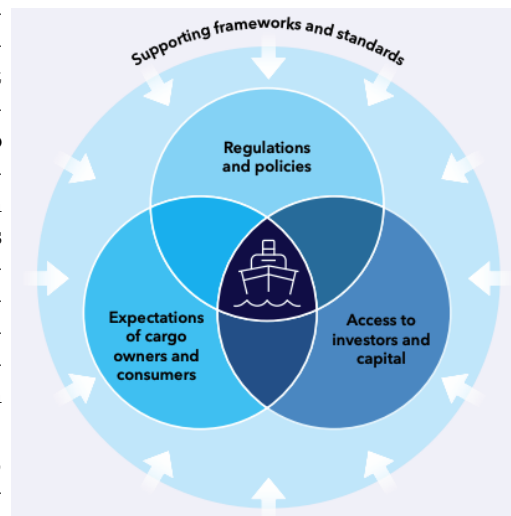 Supporting frameworks and standards
Regulations
and policies
Expectations
of cargo
owners and
consumers
Access to
investors and
capital